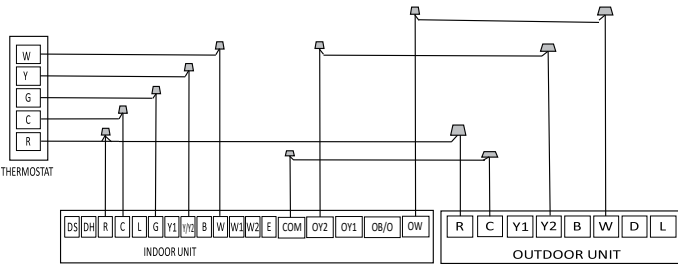 W
Y
G
C
R
THERMOSTAT
DS DH R C L G Y1 Y/Y2 B W W1 W2 E COM OY2 OY1 OB/O OW
INDOOR UNIT
R C Y1 Y2 B W D L
OUTDOOR UNIT